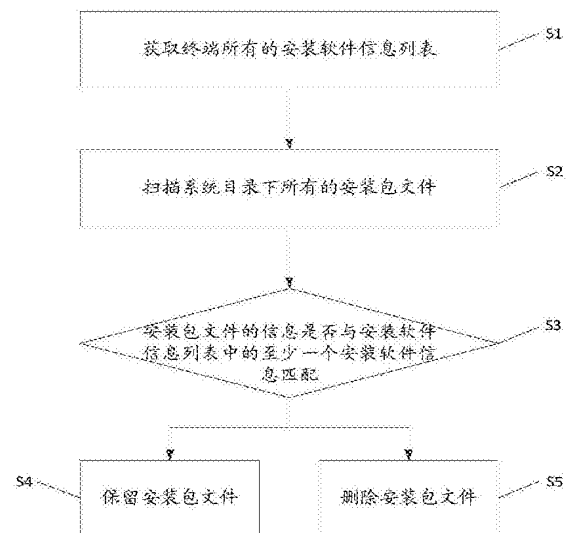 获取终端所有的安装软件信息列表
S1
扫描系统目录下所有的安装包文件
S2
安装包文件的信息是否与安装软件
信息列表中的至少一个安装软件信
息匹配
S3
S4
保留安装包文件
删除安装包文件
S5